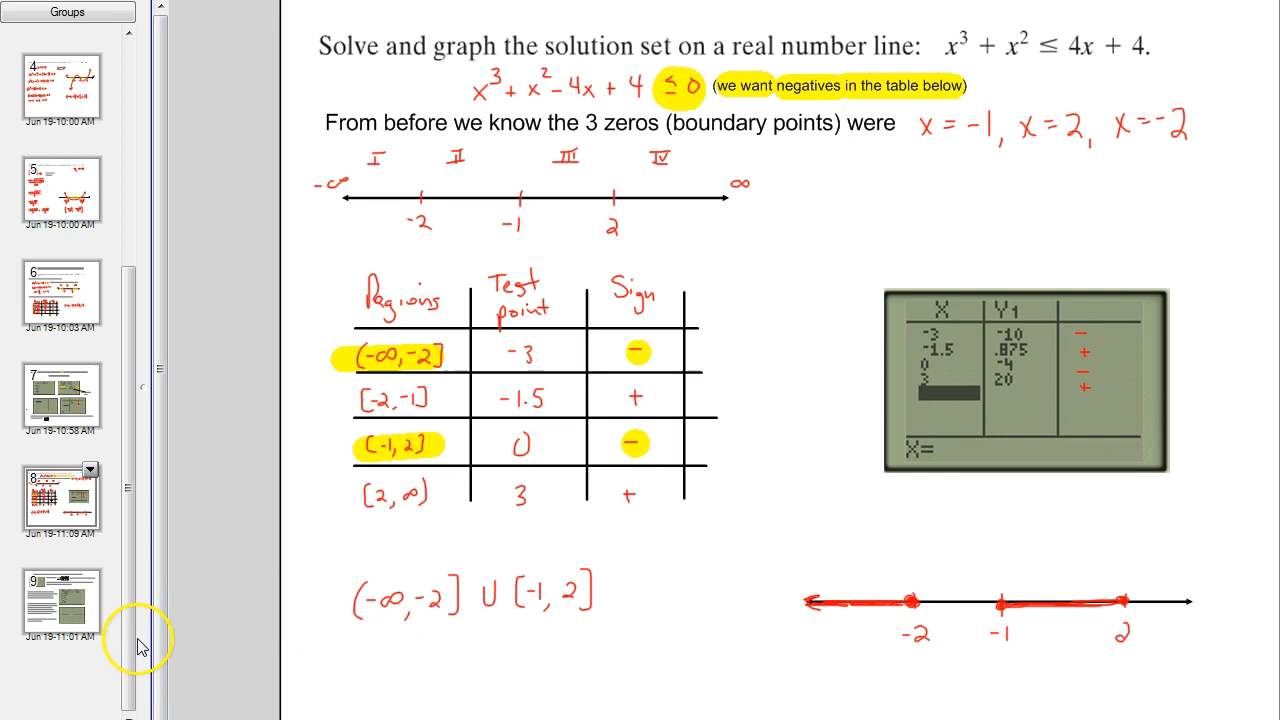 Groups
4
Jun 19-10:00 AM
5
Jun 19-10:00 AM
6
Jun 19-10:03 AM
7
Jun 19-10:58 AM
8
Jun 19-11:09 AM
9
Jun 19-11:01 AM
Solve and graph the solution set on a real number line: x³ + x² ≤ 4x + 4.
x³ + x² - 4x + 4 ≤ 0 (we want negatives in the table below)
From before we know the 3 zeros (boundary points) were x = -1, x = 2, x = -2
I II III IV
-∞ ∞
-2 -1 2
Regions Test point Sign
(-∞, -2] -3 -
[-2, -1] -1.5 +
[-1, 2] 0 -
[2, ∞) 3 +
X Y1
-3 -10 -
-1.5 .875 +
0 -4 -
3 20 +
X=
(-∞, -2] ∪ [-1, 2]
-2 -1 2